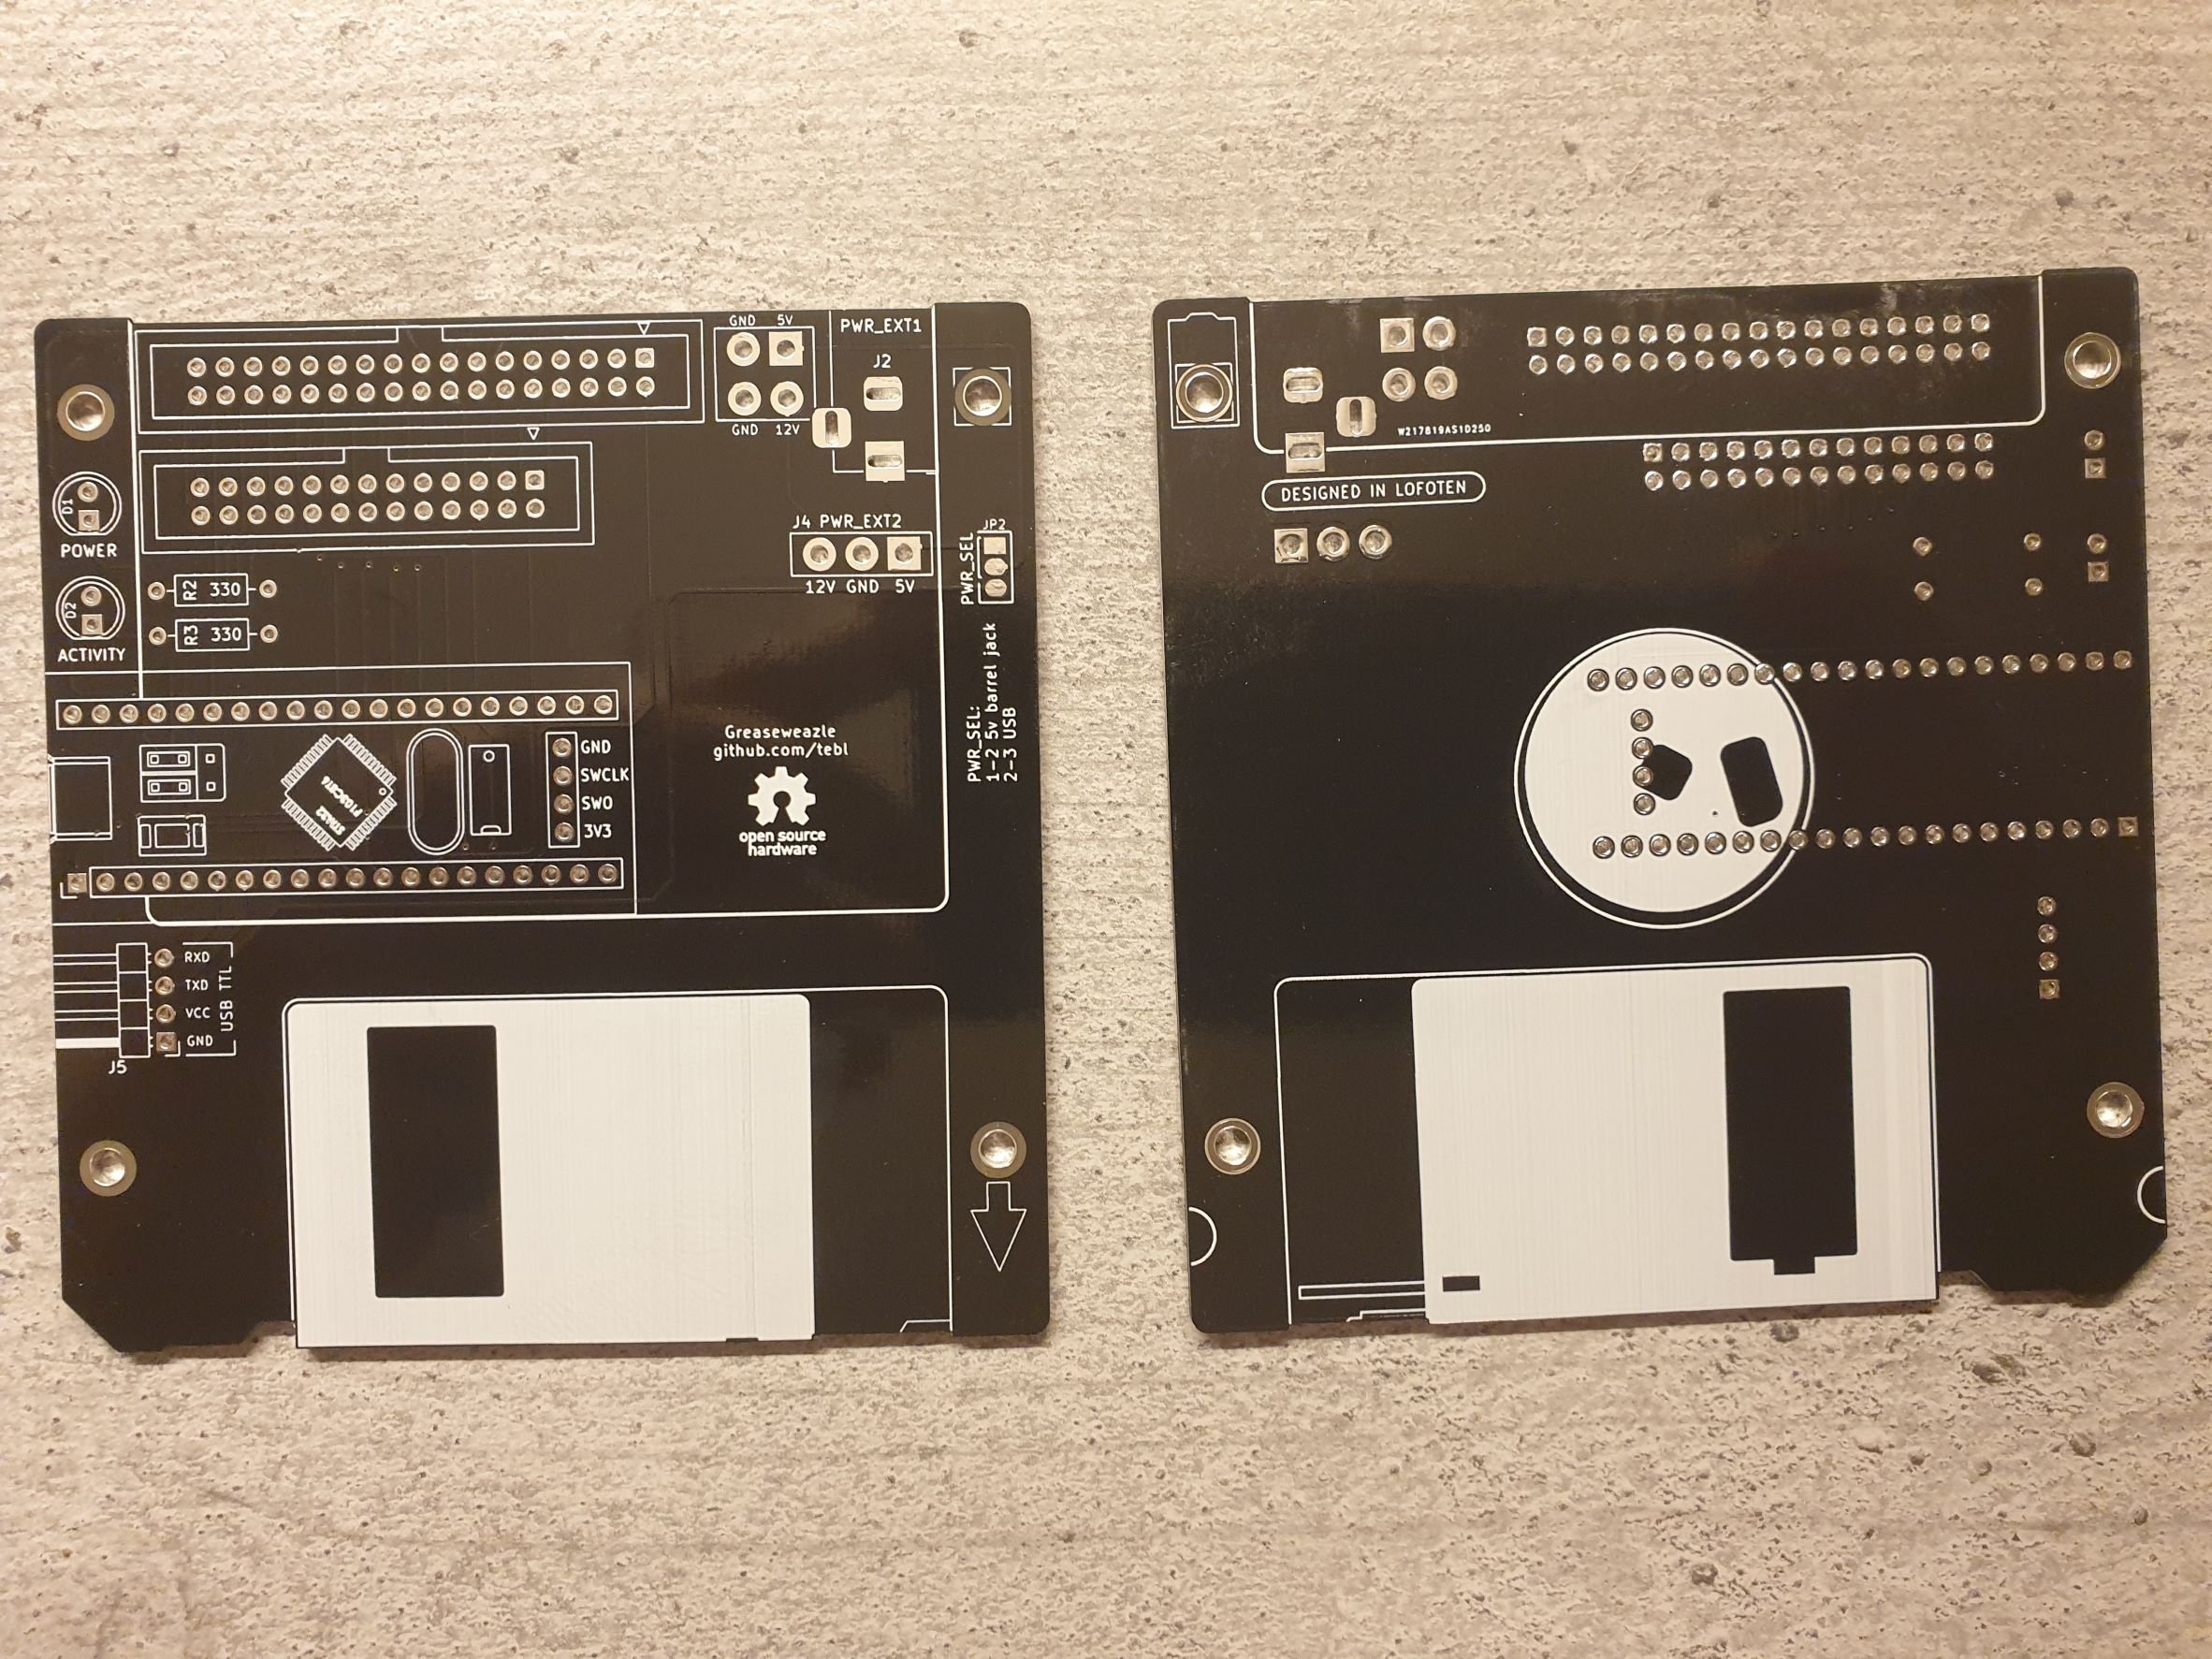 GND 5V
PWR_EXT1
J2
GND 12V
D1
POWER
J4 PWR_EXT2
12V GND 5V
JP2
PWR_SEL
R2 330
D2
R3 330
ACTIVITY
PWR_SEL:
1-2 5v barrel jack
2-3 USB
Greaseweazle
github.com/tebl
open source
hardware
STM32
F103C8T6
GND
SWCLK
SWO
3V3
RXD
TXD
VCC
GND
USB TTL
J5
W217819AS1D250
DESIGNED IN LOFOTEN